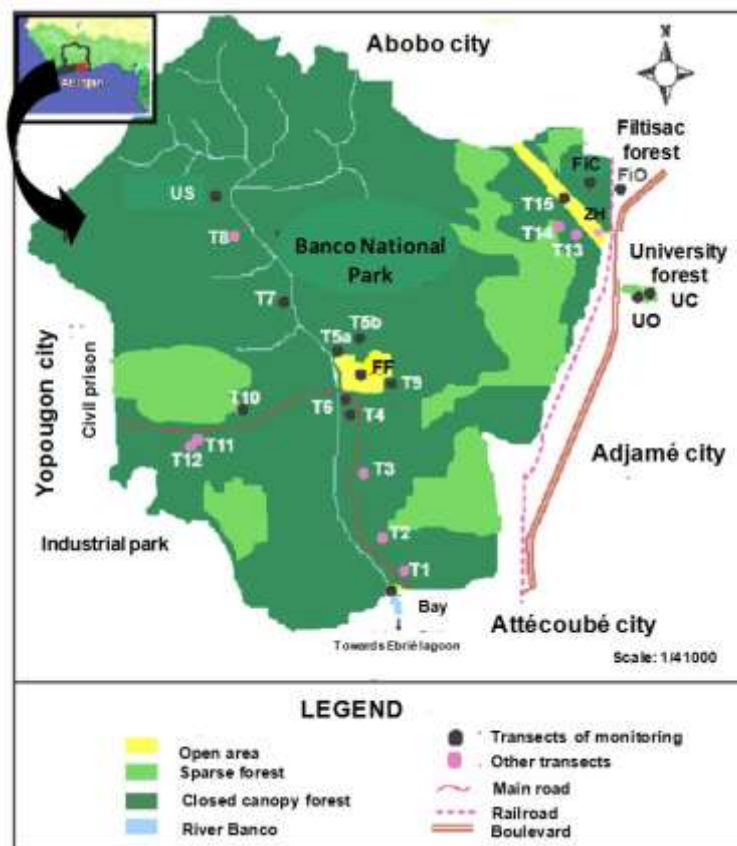 Abobo city
N
Filtisac
forest
FiC
FiO
US
T15
ZH
T14
T13
T8
Banco National
Park
University
forest
UC
UO
T7
T5b
T5a
FF
T9
T10
T6
T4
Yopougon city
Civil prison
T11
T12
T3
Adjamé city
T2
Industrial park
T1
Bay
Attécoubé city
Towards Ebrié lagoon
Scale: 1/41000
LEGEND
Open area
Sparse forest
Closed canopy forest
River Banco
Transects of monitoring
Other transects
Main road
Railroad
Boulevard